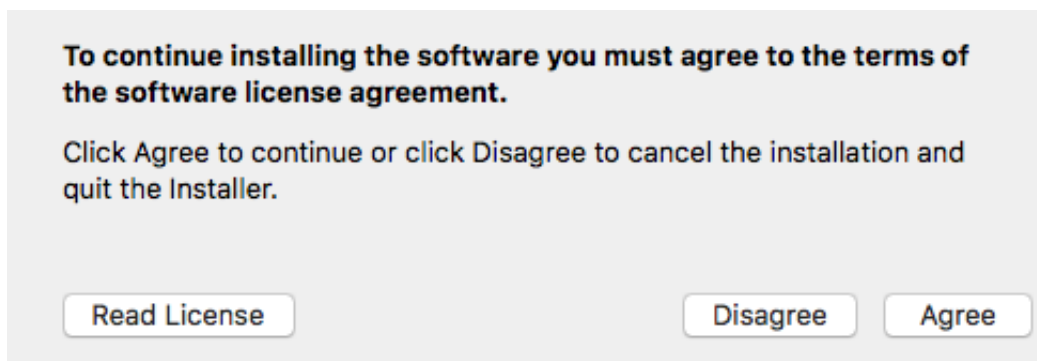 To continue installing the software you must agree to the terms of
the software license agreement.
Click Agree to continue or click Disagree to cancel the installation and
quit the Installer.
Read License
Disagree
Agree